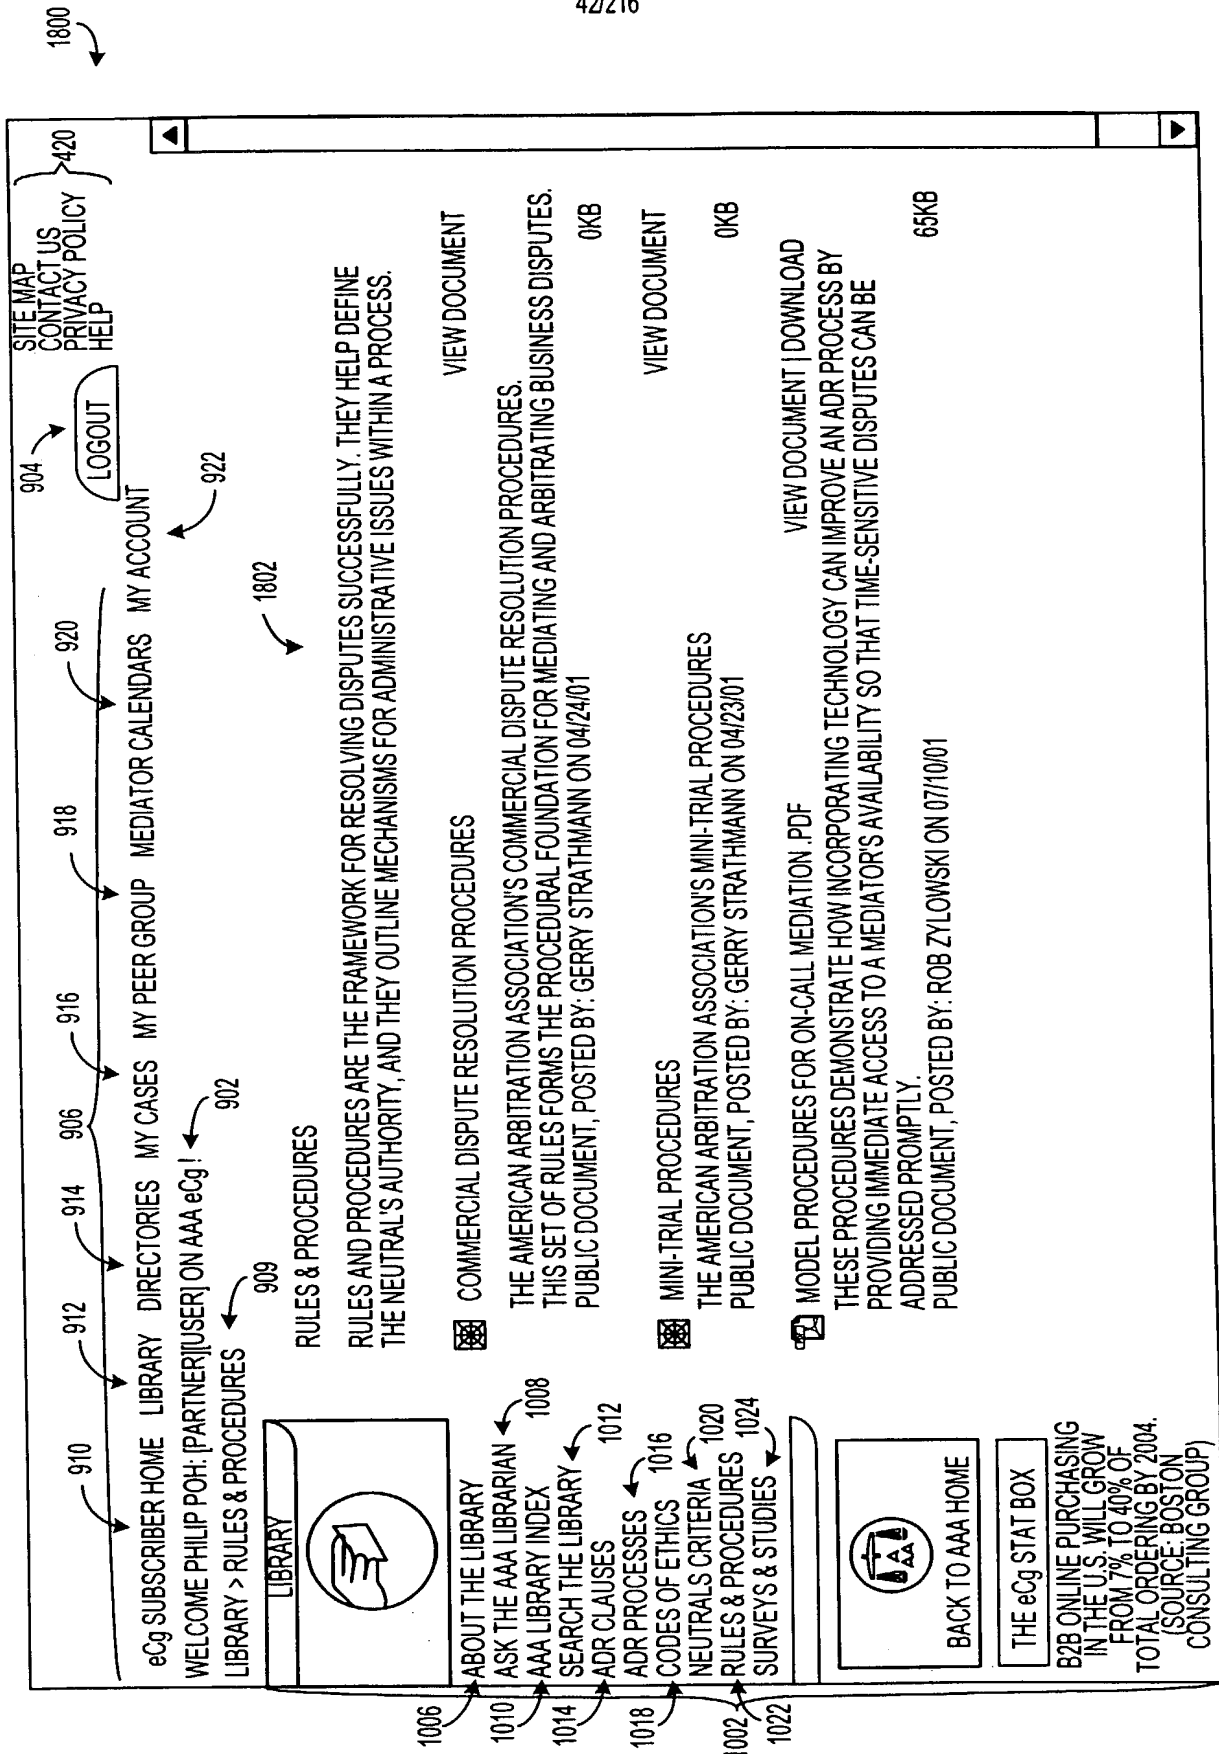 42/216
1800
SITE MAP
CONTACT US
PRIVACY POLICY
HELP
420
904
LOGOUT
906
910
912
914
916
918
920
922
eCg SUBSCRIBER HOME LIBRARY DIRECTORIES MY CASES MY PEER GROUP MEDIATOR CALENDARS MY ACCOUNT
WELCOME PHILIP POH: [PARTNER][USER] ON AAA eCg !
902
LIBRARY > RULES & PROCEDURES
909
LIBRARY
1802
RULES & PROCEDURES
RULES AND PROCEDURES ARE THE FRAMEWORK FOR RESOLVING DISPUTES SUCCESSFULLY. THEY HELP DEFINE
THE NEUTRAL'S AUTHORITY, AND THEY OUTLINE MECHANISMS FOR ADMINISTRATIVE ISSUES WITHIN A PROCESS.
COMMERCIAL DISPUTE RESOLUTION PROCEDURES VIEW DOCUMENT
THE AMERICAN ARBITRATION ASSOCIATION'S COMMERCIAL DISPUTE RESOLUTION PROCEDURES.
THIS SET OF RULES FORMS THE PROCEDURAL FOUNDATION FOR MEDIATING AND ARBITRATING BUSINESS DISPUTES.
PUBLIC DOCUMENT, POSTED BY: GERRY STRATHMANN ON 04/24/01 0KB
MINI-TRIAL PROCEDURES VIEW DOCUMENT
THE AMERICAN ARBITRATION ASSOCIATION'S MINI-TRIAL PROCEDURES
PUBLIC DOCUMENT, POSTED BY: GERRY STRATHMANN ON 04/23/01 0KB
MODEL PROCEDURES FOR ON-CALL MEDIATION .PDF VIEW DOCUMENT | DOWNLOAD
THESE PROCEDURES DEMONSTRATE HOW INCORPORATING TECHNOLOGY CAN IMPROVE AN ADR PROCESS BY
PROVIDING IMMEDIATE ACCESS TO A MEDIATOR'S AVAILABILITY SO THAT TIME-SENSITIVE DISPUTES CAN BE
ADDRESSED PROMPTLY.
PUBLIC DOCUMENT, POSTED BY: ROB ZYLOWSKI ON 07/10/01 65KB
1006
ABOUT THE LIBRARY
ASK THE AAA LIBRARIAN
1008
1010
AAA LIBRARY INDEX
SEARCH THE LIBRARY
1012
1014
ADR CLAUSES
ADR PROCESSES
1016
1018
CODES OF ETHICS
NEUTRALS CRITERIA
1020
1002
1022
RULES & PROCEDURES
SURVEYS & STUDIES
1024
BACK TO AAA HOME
THE eCg STAT BOX
B2B ONLINE PURCHASING
IN THE U.S. WILL GROW
FROM 7% TO 40% OF
TOTAL ORDERING BY 2004.
(SOURCE: BOSTON
CONSULTING GROUP)